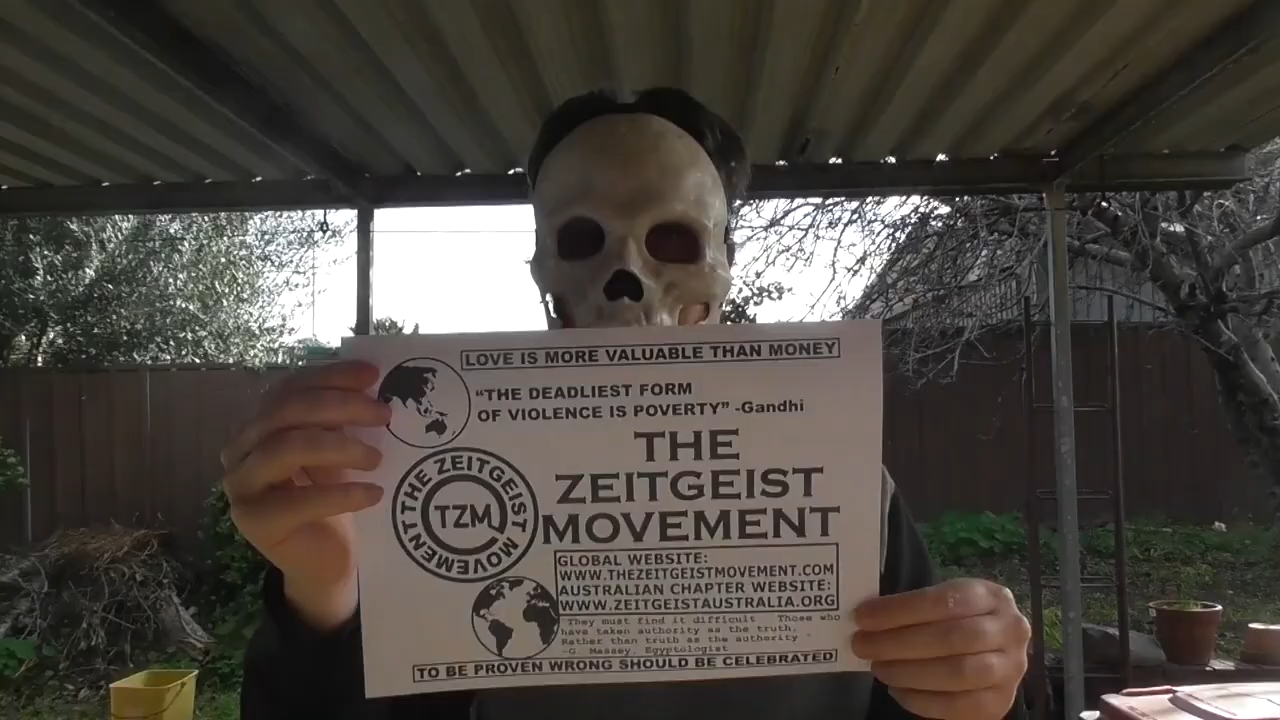 LOVE IS MORE VALUABLE THAN MONEY
“THE DEADLIEST FORM
OF VIOLENCE IS POVERTY” -Gandhi
THE
ZEITGEIST
MOVEMENT
THE ZEITGEIST MOVEMENT
TZM
GLOBAL WEBSITE:
WWW.THEZEITGEISTMOVEMENT.COM
AUSTRALIAN CHAPTER WEBSITE:
WWW.ZEITGEISTAUSTRALIA.ORG
They must find it difficult Those who
have taken authority as the truth,
Rather than truth as the authority
-G. Massey, Egyptologist
TO BE PROVEN WRONG SHOULD BE CELEBRATED